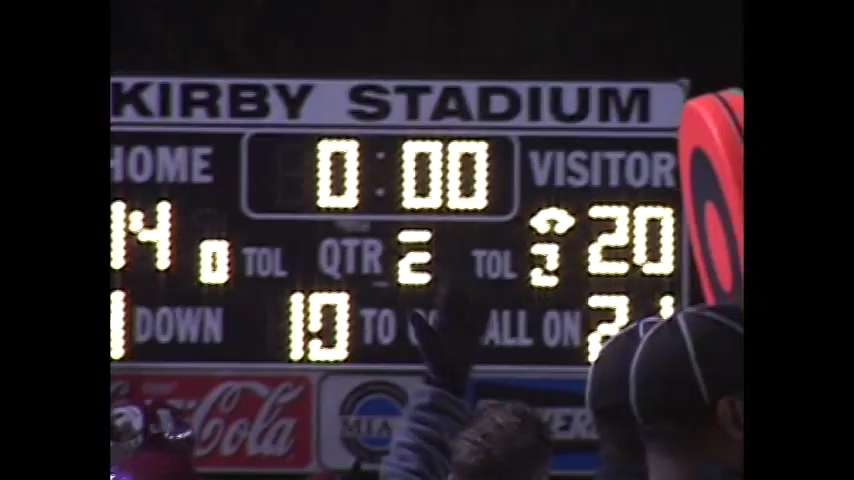 KIRBY STADIUM
HOME 0:00 VISITOR
14 0 TOL QTR 2 TOL 20
1 DOWN 10 TO ALL ON
Cola MIA